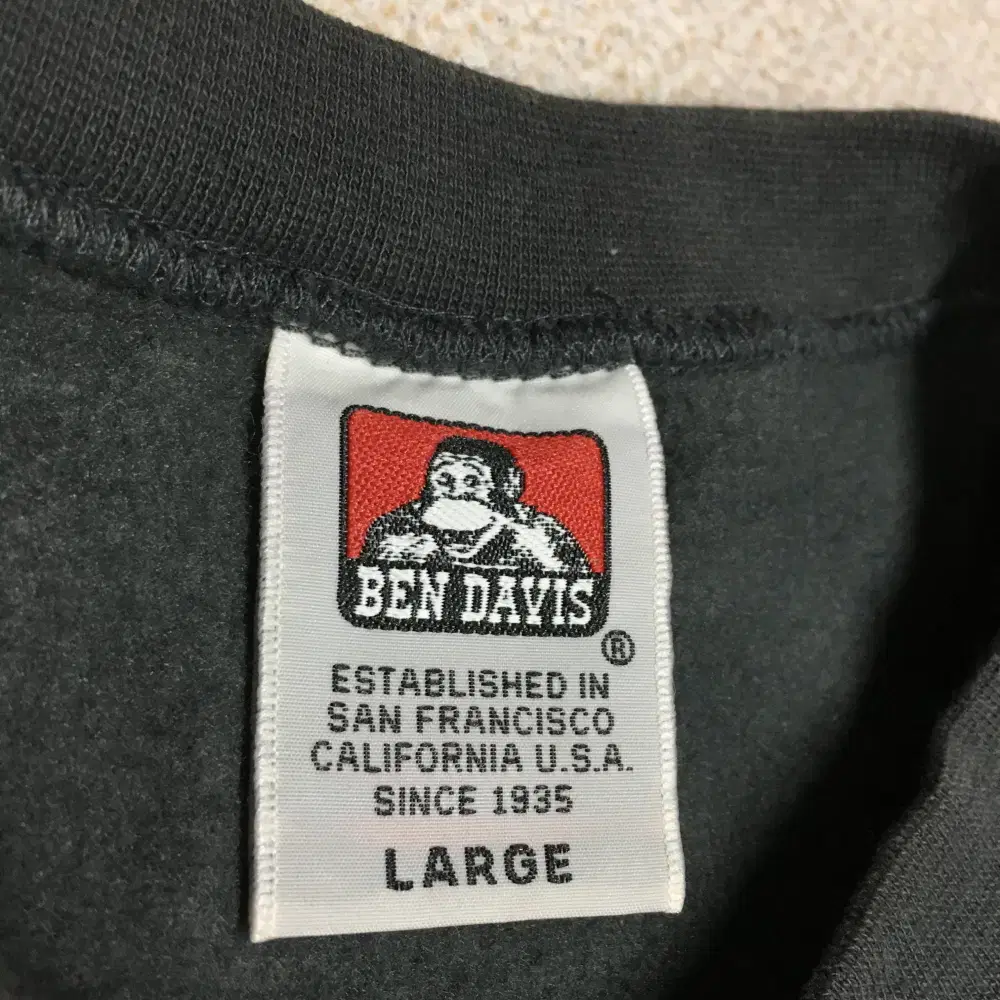 BEN DAVIS
®
ESTABLISHED IN
SAN FRANCISCO
CALIFORNIA U.S.A.
SINCE 1935
LARGE